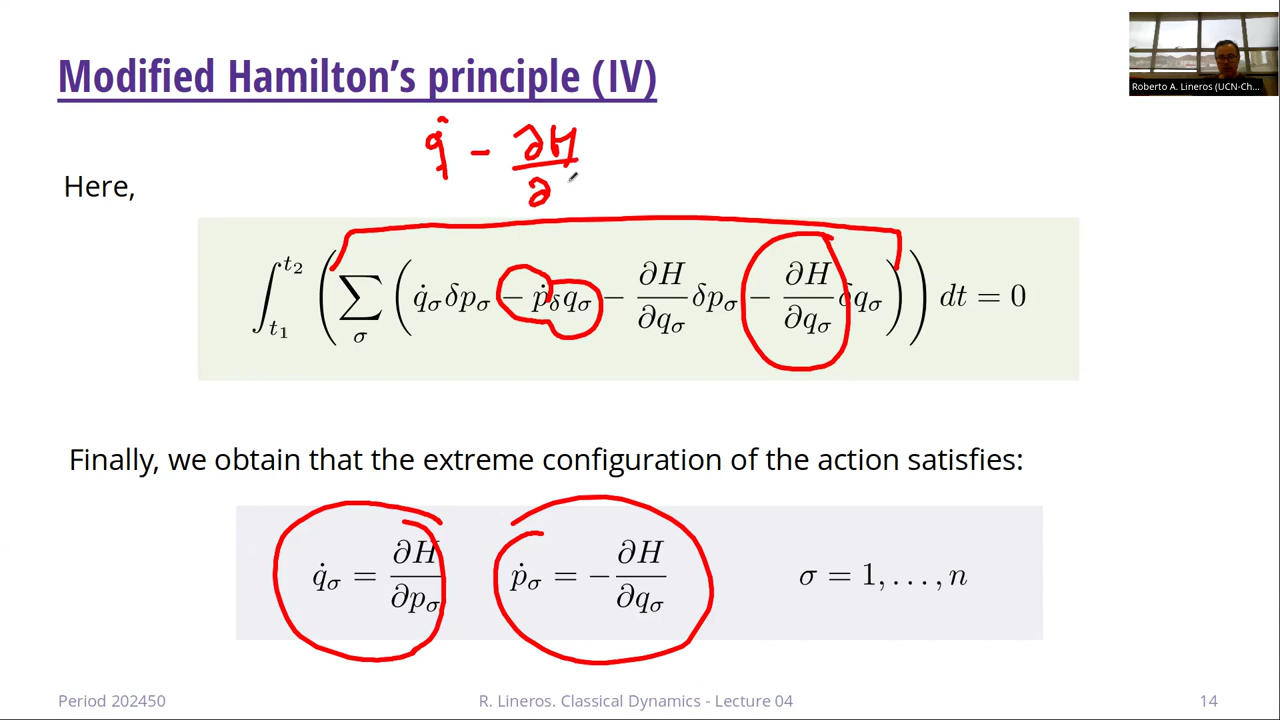 Modified Hamilton's principle (IV)
Roberto A. Lineros (UCN-Ch...
q̇ - ∂H/∂
Here,
∫_{t₁}^{t₂} ( ∑_σ ( q̇_σ δp_σ − ṗ_δ q_σ − ∂H/∂q_σ δp_σ − ∂H/∂q_σ δq_σ ) ) dt = 0
Finally, we obtain that the extreme configuration of the action satisfies:
q̇_σ = ∂H/∂p_σ ṗ_σ = − ∂H/∂q_σ σ = 1, . . . , n
Period 202450 R. Lineros. Classical Dynamics - Lecture 04 14